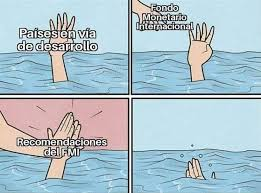 Países en vía
de desarrollo
Fondo
Monetario
Internacional
Recomendaciones
del FMI